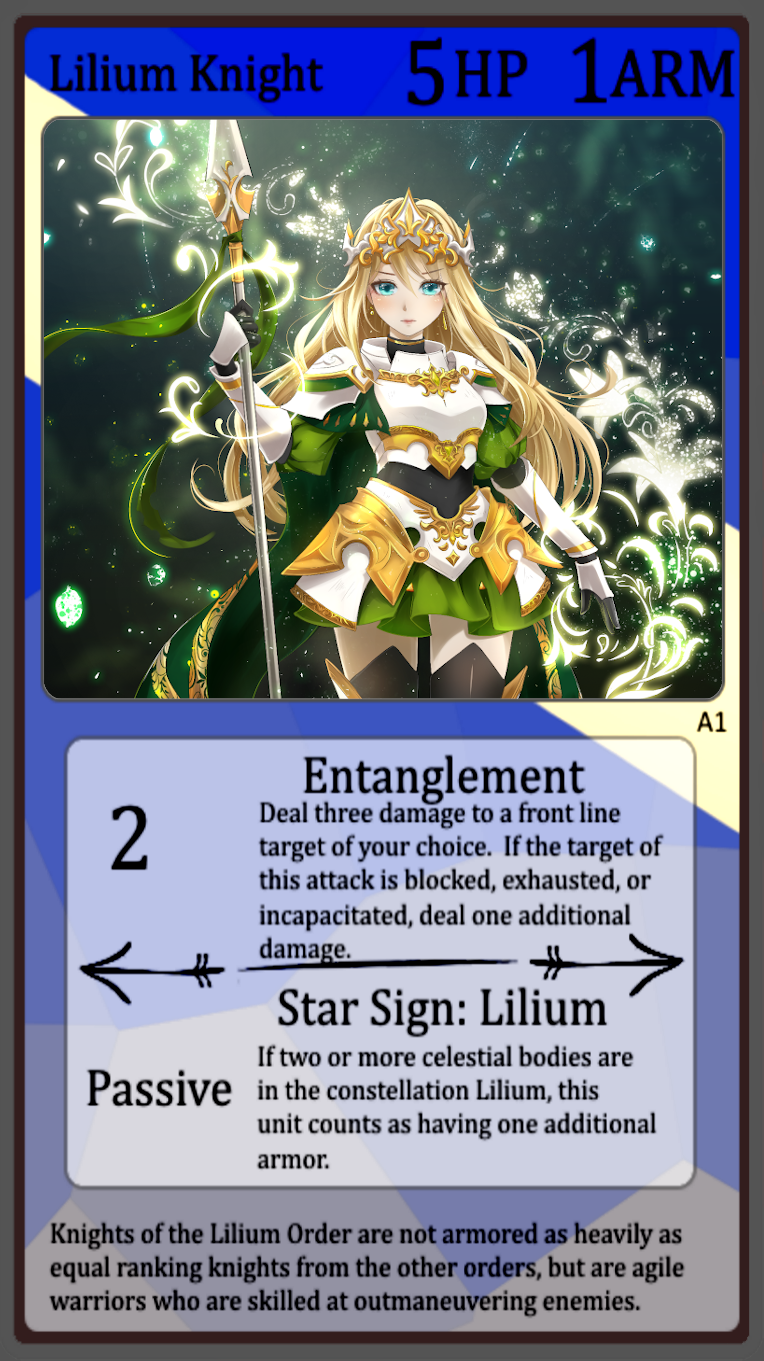 Lilium Knight 5 HP 1 ARM
A1
Entanglement
2
Deal three damage to a front line
target of your choice.  If the target of
this attack is blocked, exhausted, or
incapacitated, deal one additional
damage.
Star Sign: Lilium
Passive
If two or more celestial bodies are
in the constellation Lilium, this
unit counts as having one additional
armor.
Knights of the Lilium Order are not armored as heavily as
equal ranking knights from the other orders, but are agile
warriors who are skilled at outmaneuvering enemies.